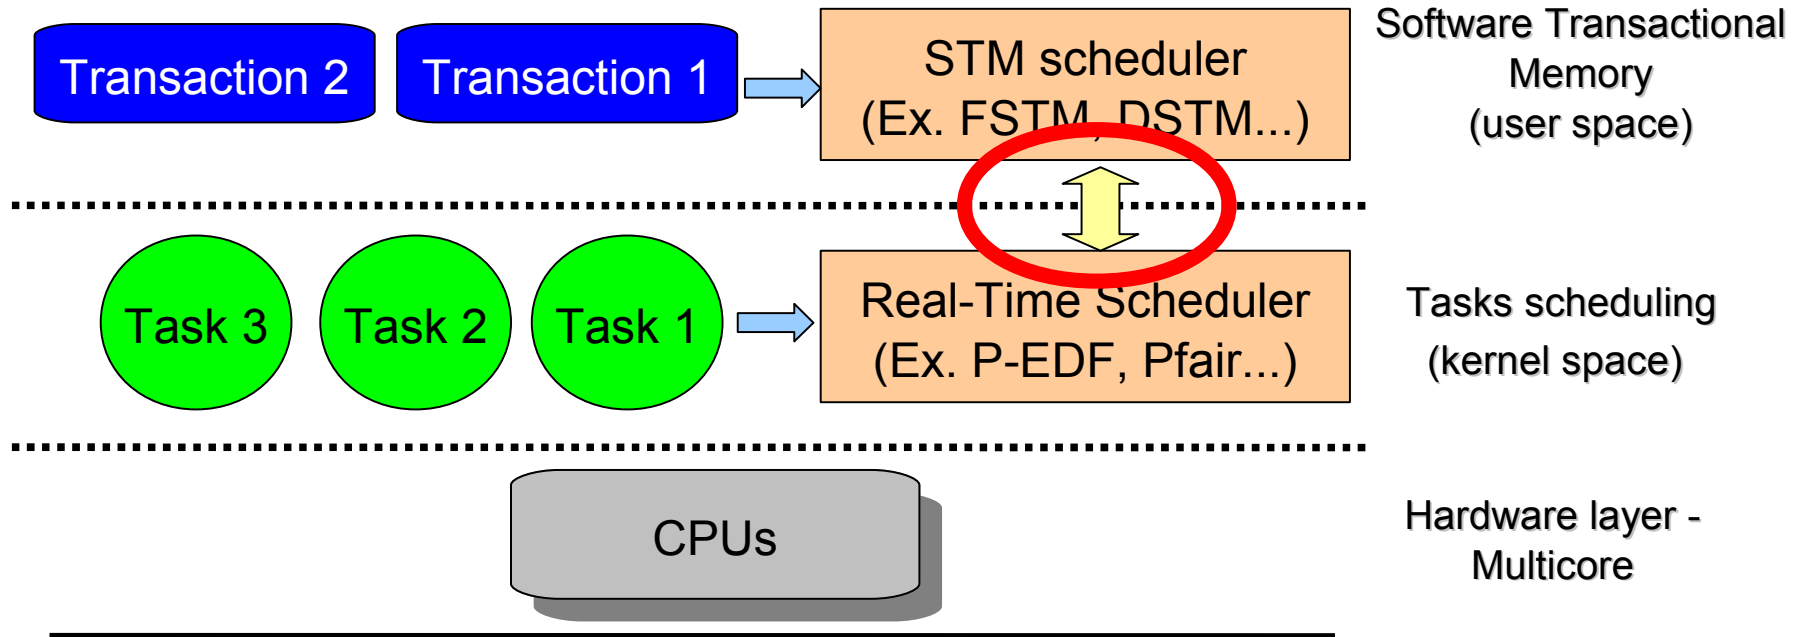 Transaction 2
Transaction 1
STM scheduler
(Ex. FSTM, DSTM...)
Software Transactional
Memory
(user space)
Task 3
Task 2
Task 1
Real-Time Scheduler
(Ex. P-EDF, Pfair...)
Tasks scheduling
(kernel space)
CPUs
Hardware layer -
Multicore